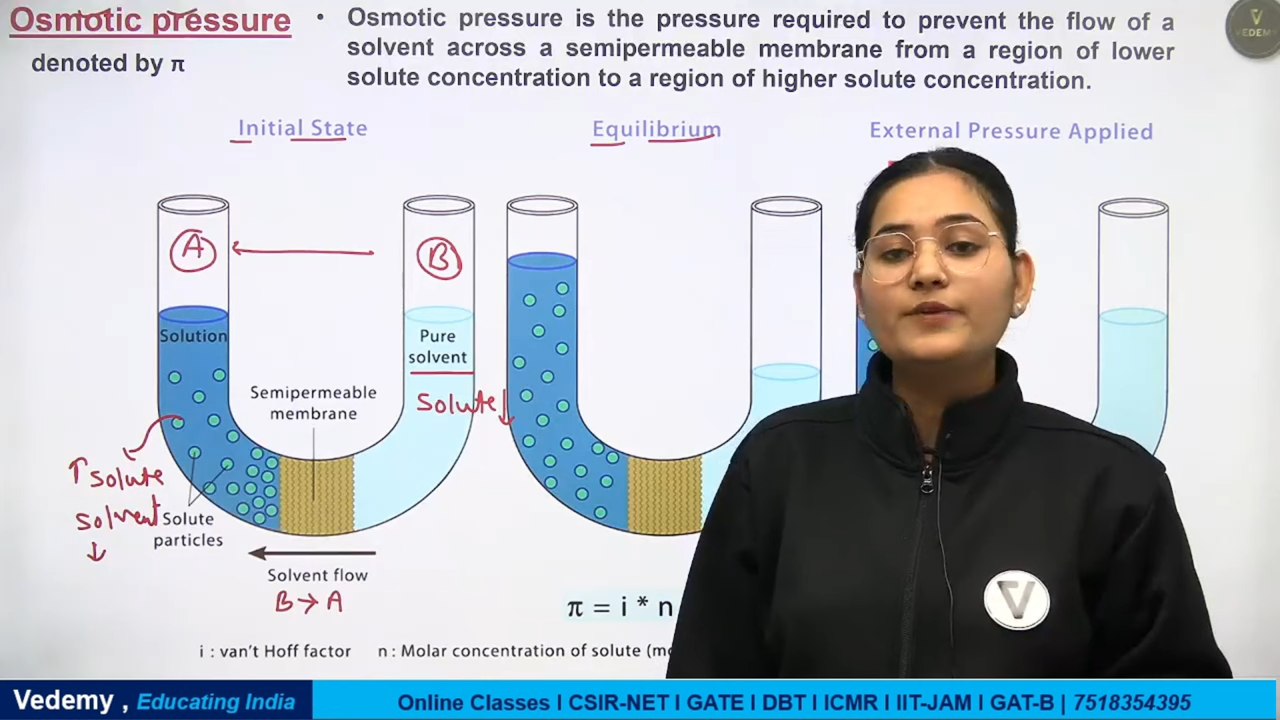 Osmotic pressure
denoted by π
• Osmotic pressure is the pressure required to prevent the flow of a
solvent across a semipermeable membrane from a region of lower
solute concentration to a region of higher solute concentration.
VEDEMY
Initial State
Equilibrium
External Pressure Applied
A
B
Solution
Pure
solvent
Semipermeable
membrane
Solute ↓
↑ Solute
Solvent
↓
Solute
particles
Solvent flow
B → A
π = i * n
i : van't Hoff factor
n : Molar concentration of solute
Vedemy , Educating India
Online Classes I CSIR-NET I GATE I DBT I ICMR I IIT-JAM I GAT-B | 7518354395